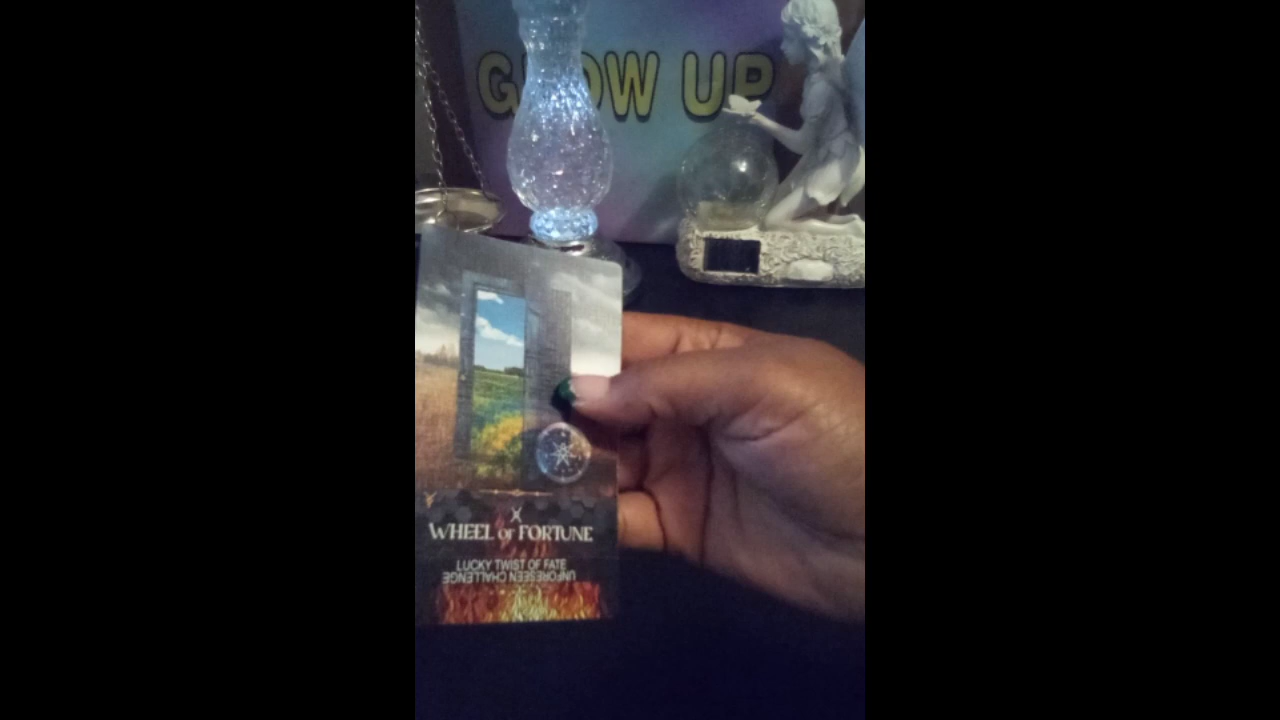 GLOW UP
X
WHEEL OF FORTUNE
LUCKY TWIST OF FATE
UNFORESEEN CHALLENGE